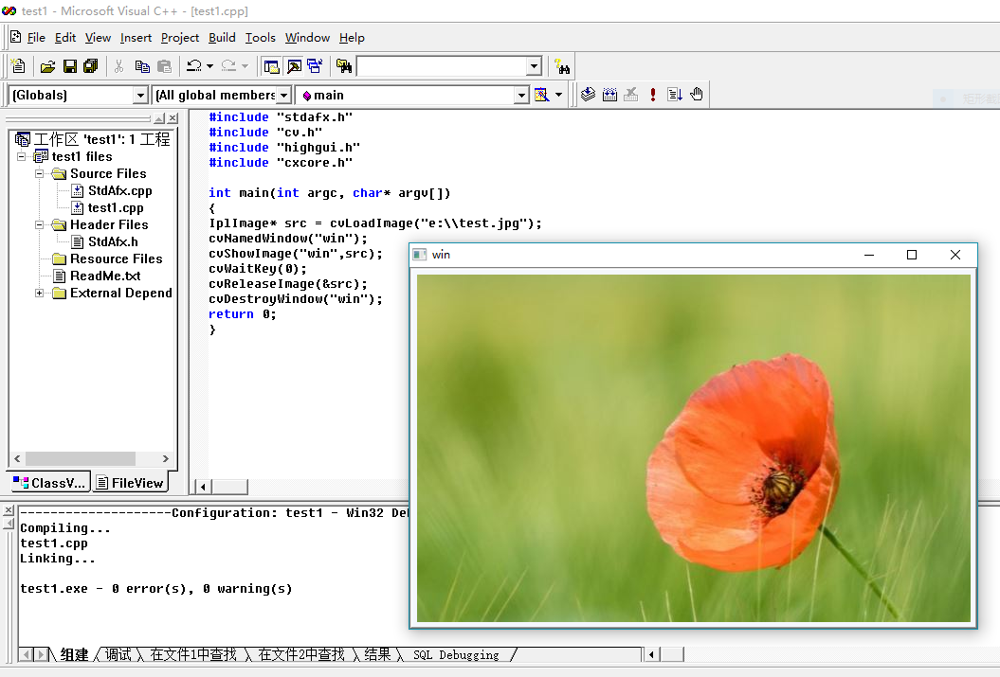 test1 - Microsoft Visual C++ - [test1.cpp]
File Edit View Insert Project Build Tools Window Help
(Globals) (All global members main
工作区 'test1': 1 工程
test1 files
Source Files
StdAfx.cpp
test1.cpp
Header Files
StdAfx.h
Resource Files
ReadMe.txt
External Depend
ClassV... FileView
#include "stdafx.h"
#include "cv.h"
#include "highgui.h"
#include "cxcore.h"
int main(int argc, char* argv[])
{
IplImage* src = cvLoadImage("e:\\test.jpg");
cvNamedWindow("win");
cvShowImage("win",src);
cvWaitKey(0);
cvReleaseImage(&src);
cvDestroyWindow("win");
return 0;
}
win
--------------------Configuration: test1 - Win32
Compiling...
test1.cpp
Linking...
test1.exe - 0 error(s), 0 warning(s)
组建 调试 在文件1中查找 在文件2中查找 结果 SQL Debugging